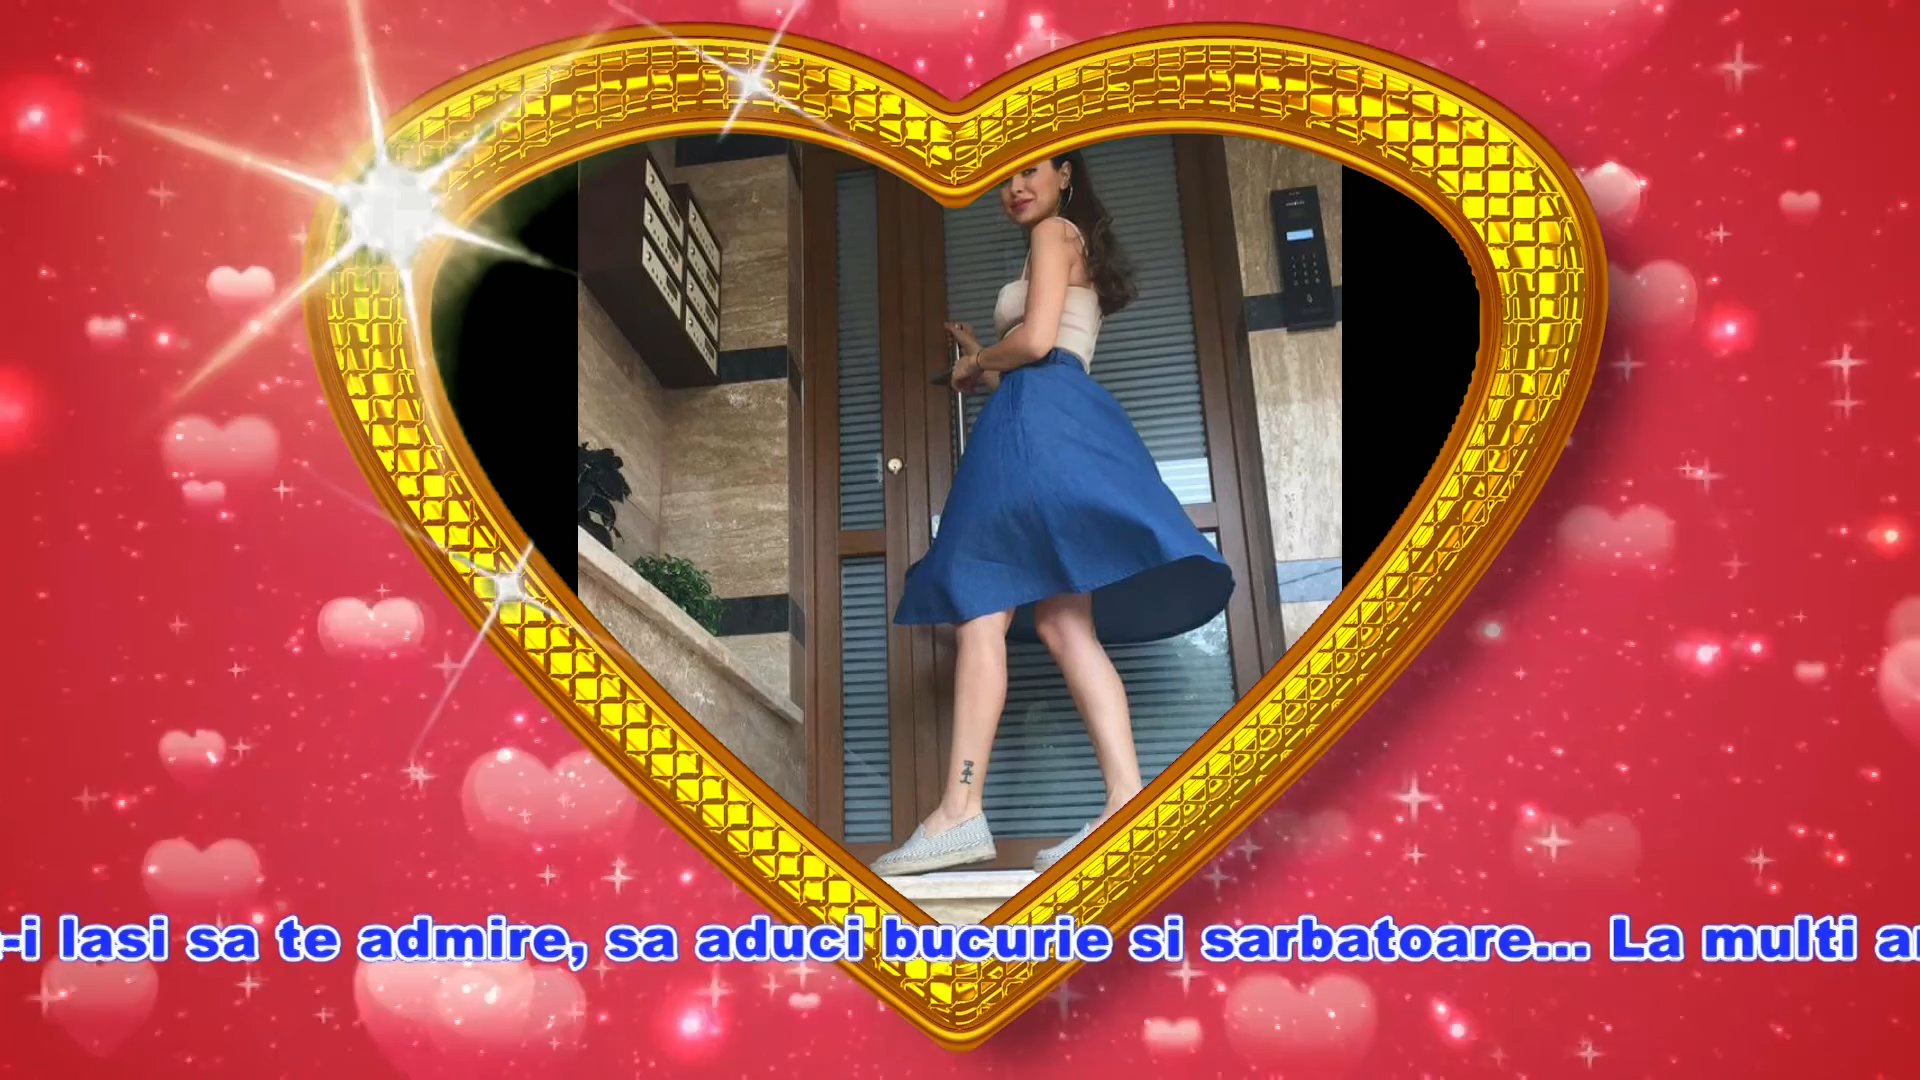 -i lasi sa te admire, sa aduci bucurie si sarbatoare... La multi